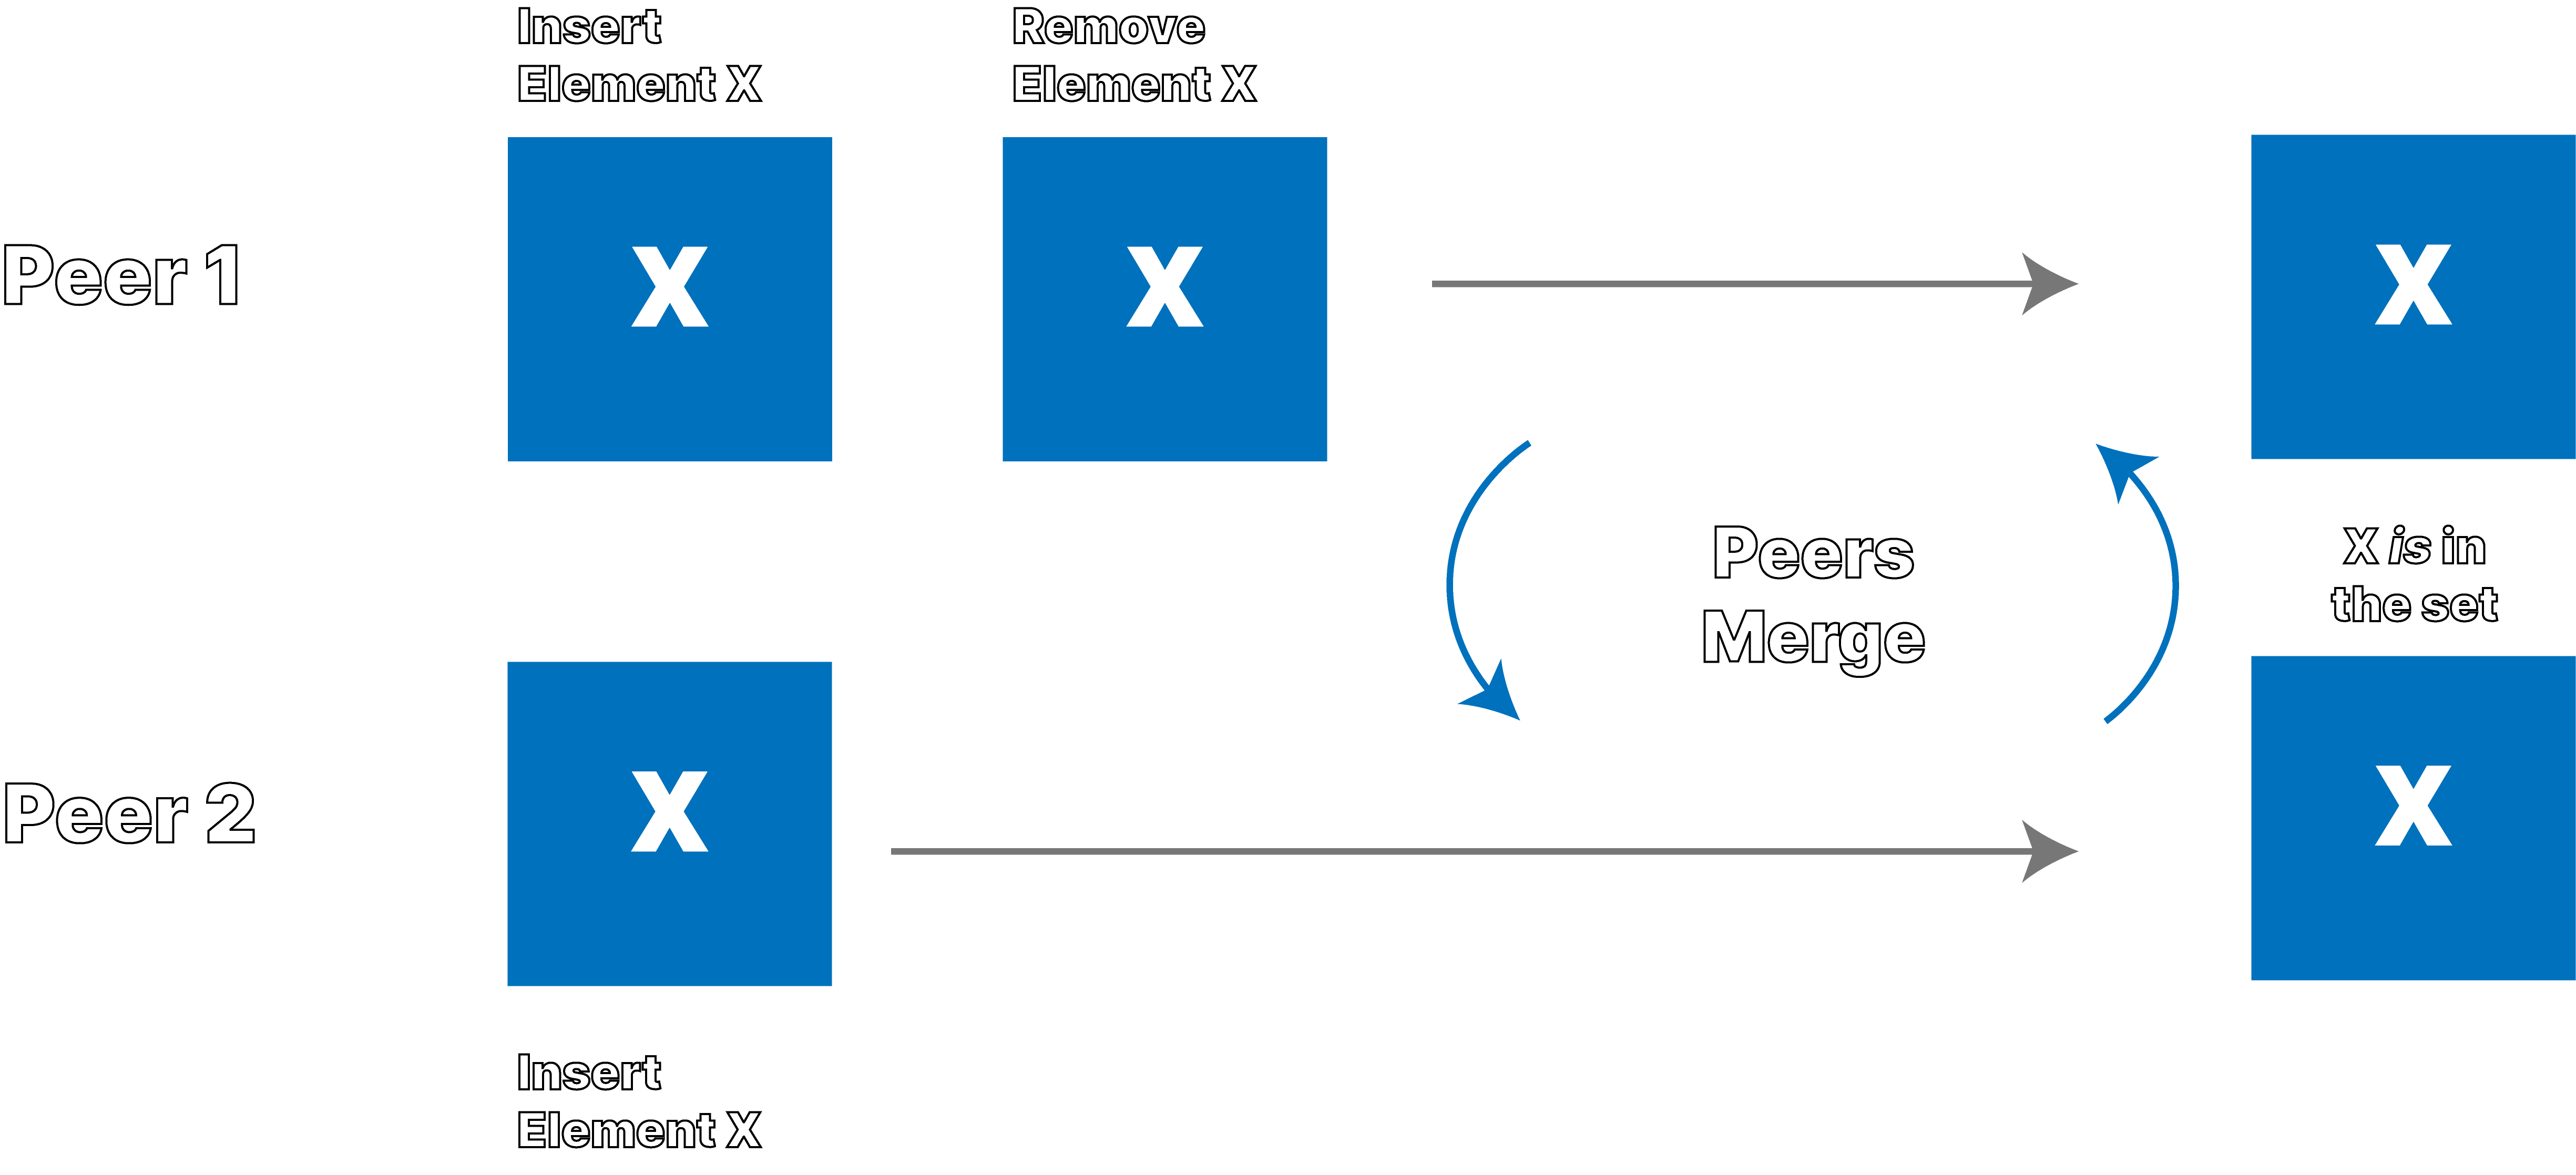 Insert
Element X
Remove
Element X
Peer 1
X
X
X
Peers
Merge
X is in
the set
Peer 2
X
X
Insert
Element X